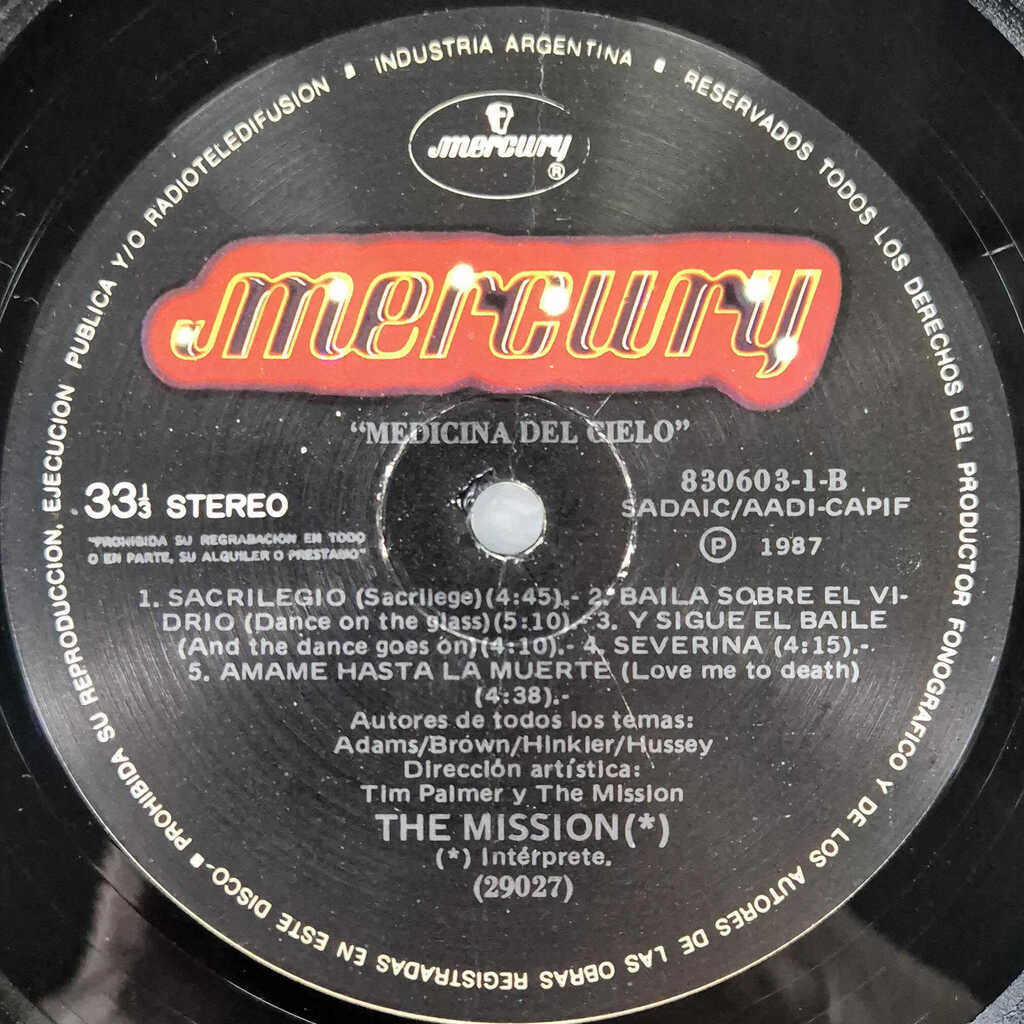 PROHIBIDA SU REPRODUCCION, EJECUCION PUBLICA Y/O RADIOTELEDIFUSION ▪ INDUSTRIA ARGENTINA ▪ RESERVADOS TODOS LOS DERECHOS DEL PRODUCTOR FONOGRAFICO Y DE LOS AUTORES DE LAS OBRAS REGISTRADAS EN ESTE DISCO-▪
mercury®
mercury
"MEDICINA DEL CIELO"
33⅓ STEREO
"PROHIBIDA SU REGRABACION EN TODO
O EN PARTE, SU ALQUILER O PRESTAMO"
830603-1-B
SADAIC/AADI-CAPIF
Ⓟ 1987
1. SACRILEGIO (Sacrilege)(4:45).- 2. BAILA SOBRE EL VI-
DRIO (Dance on the glass)(5:10).- 3. Y SIGUE EL BAILE
(And the dance goes on)(4:10).- 4. SEVERINA (4:15).-
5. AMAME HASTA LA MUERTE (Love me to death)
(4:38).-
Autores de todos los temas:
Adams/Brown/Hinkler/Hussey
Dirección artística:
Tim Palmer y The Mission
THE MISSION(*)
(*) Intérprete.
(29027)